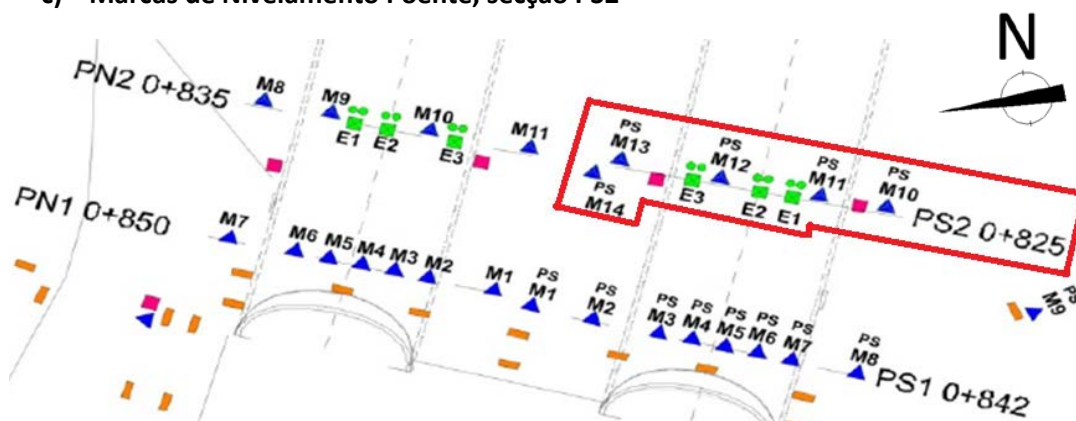 c) Marcas de Nivelamento Poente, secção PS2
N
PN2 0+835
M8
M9
E1
E2
M10
E3
M11
PS
M13
PS
M14
E3
PS
M12
E2
E1
PS
M11
PS
M10
PS2 0+825
PN1 0+850
M7
M6
M5
M4
M3
M2
M1
PS
M1
PS
M2
PS
M3
PS
M4
PS
M5
PS
M6
PS
M7
PS
M8
PS1 0+842
PS
M9